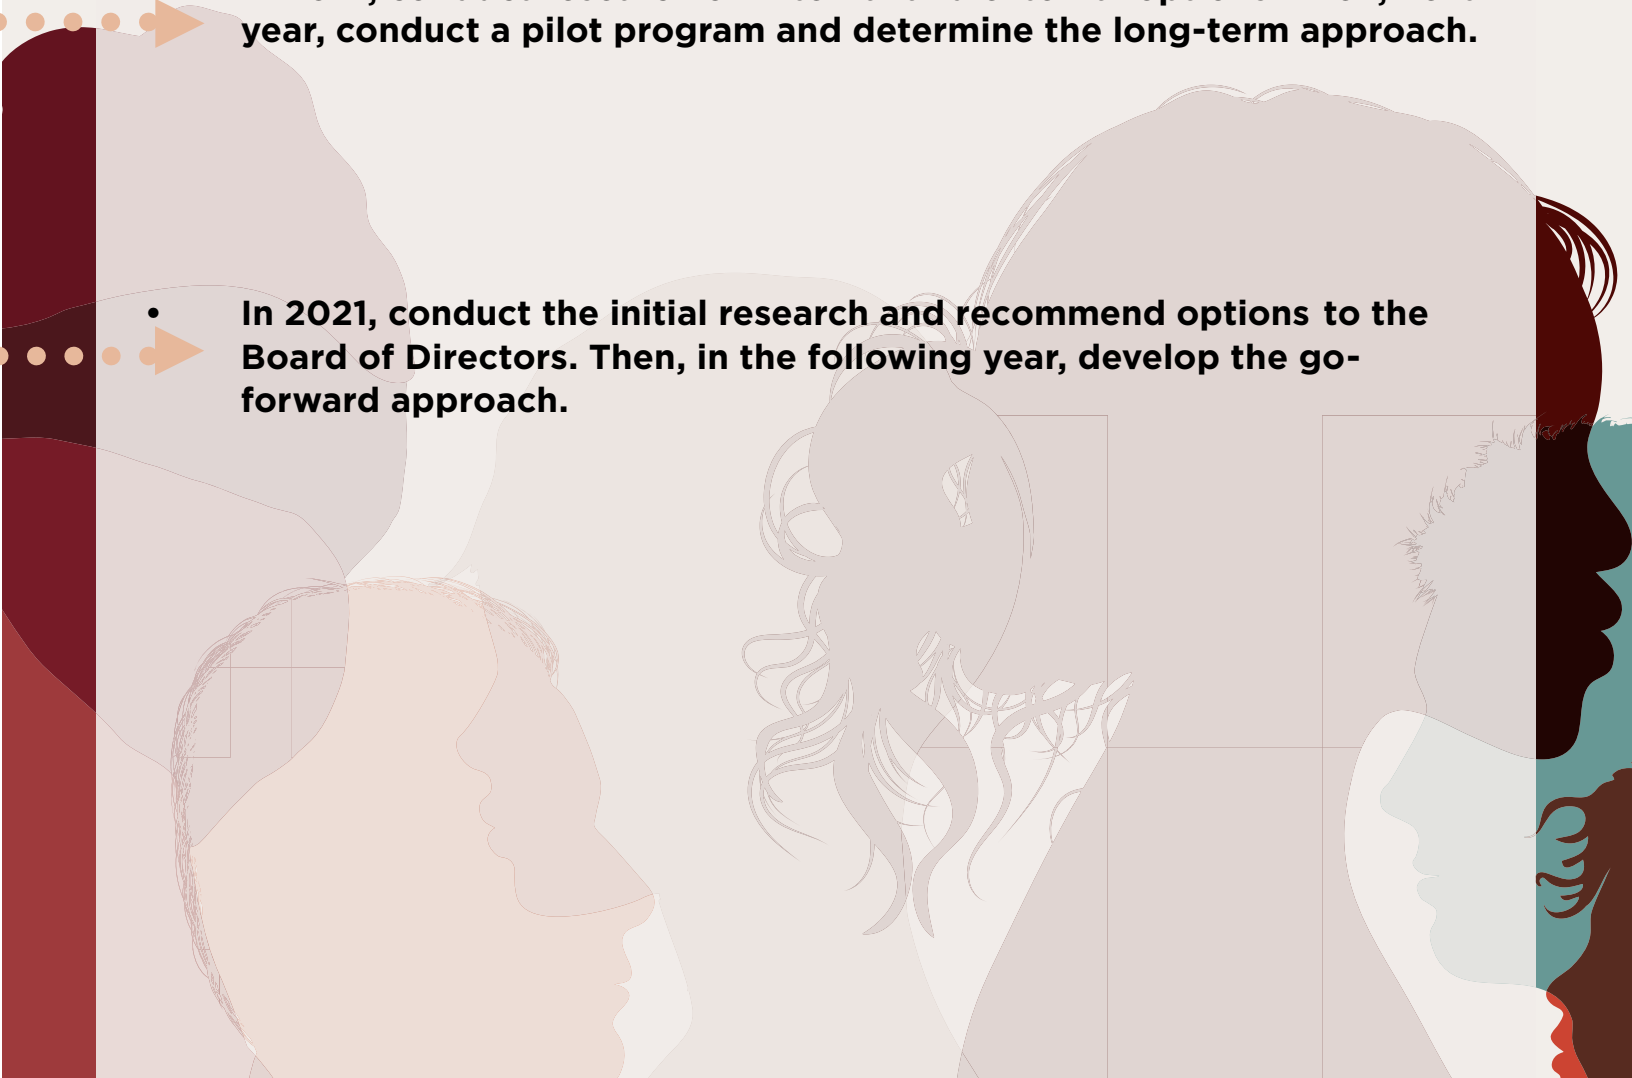 year, conduct a pilot program and determine the long-term approach.
• In 2021, conduct the initial research and recommend options to the
Board of Directors. Then, in the following year, develop the go-
forward approach.